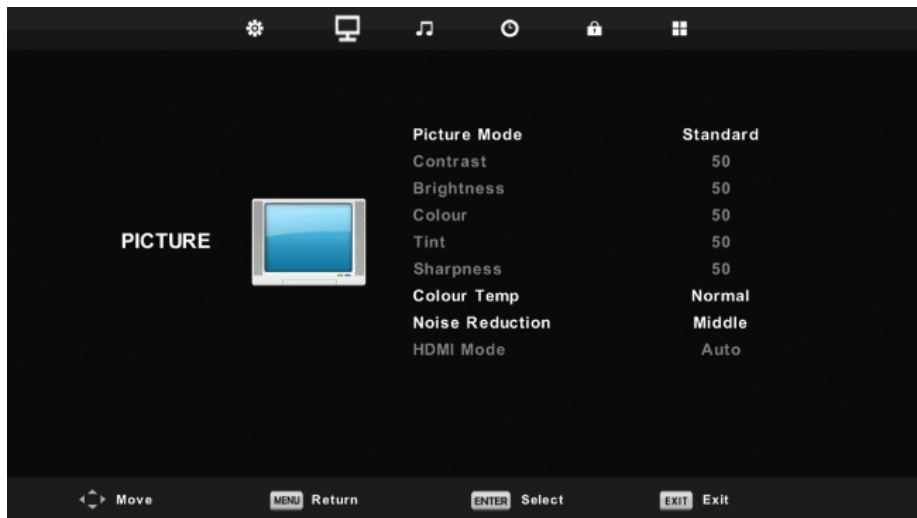 Picture Mode Standard
Contrast 50
Brightness 50
Colour 50
PICTURE
Tint 50
Sharpness 50
Colour Temp Normal
Noise Reduction Middle
HDMI Mode Auto
Move MENU Return ENTER Select EXIT Exit